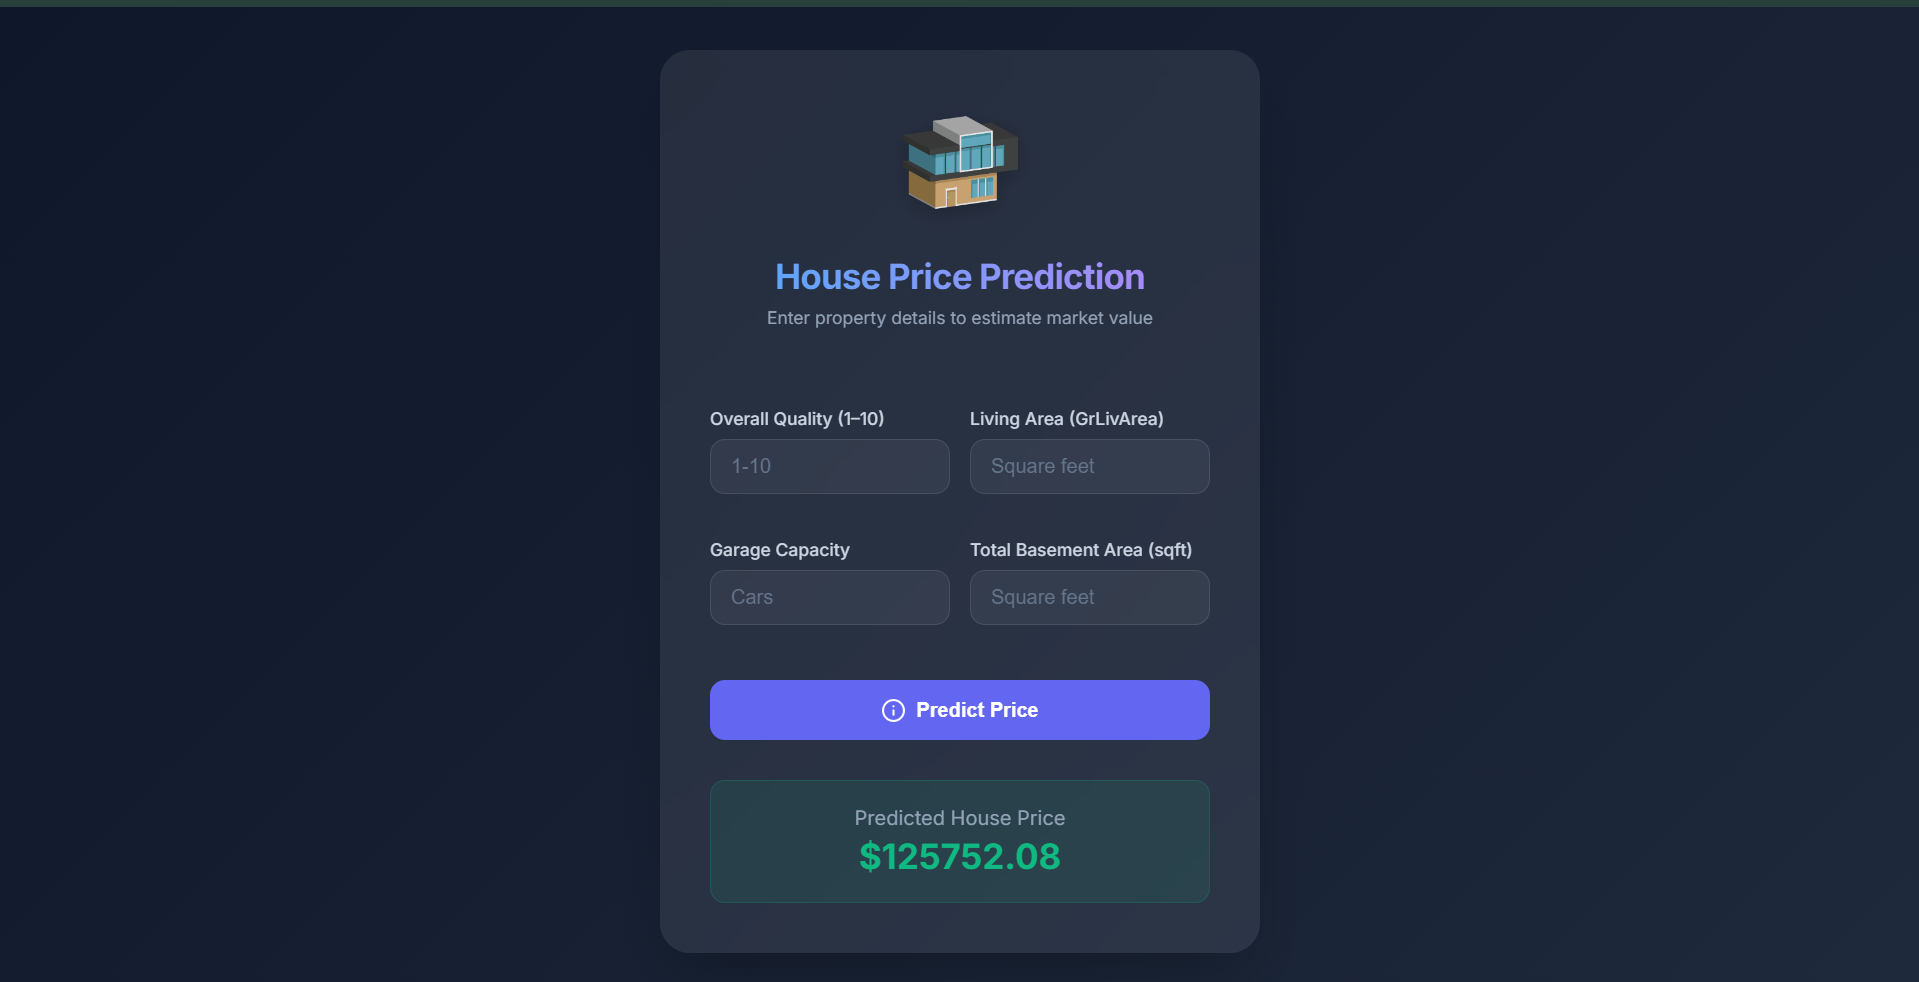 House Price Prediction
Enter property details to estimate market value
Overall Quality (1–10)
Living Area (GrLivArea)
1-10
Square feet
Garage Capacity
Total Basement Area (sqft)
Cars
Square feet
Predict Price
Predicted House Price
$125752.08